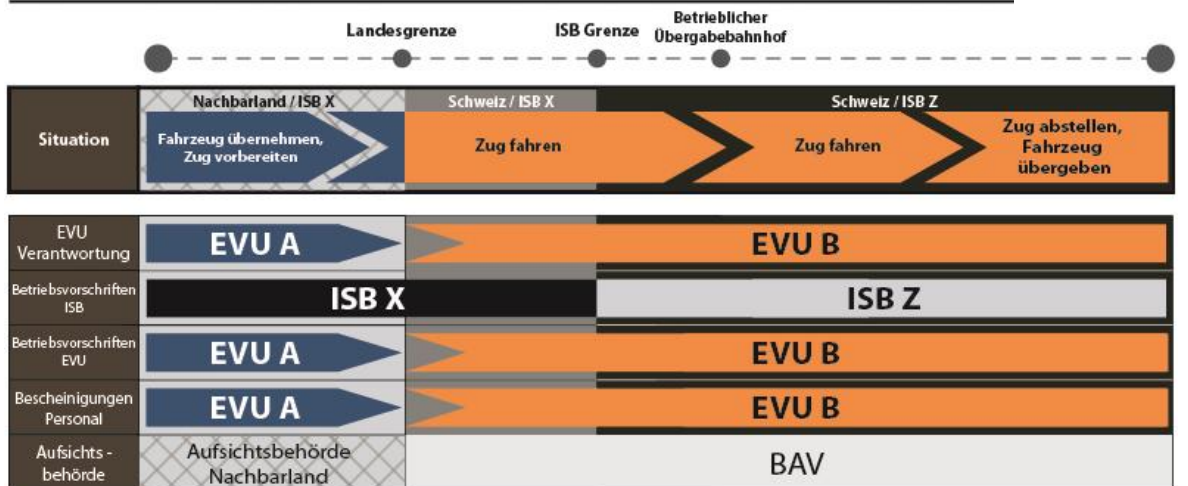 Landesgrenze
ISB Grenze
Betrieblicher
Übergabebahnhof
Nachbarland / ISB X
Schweiz / ISB X
Schweiz / ISB Z
Situation
Fahrzeug übernehmen,
Zug vorbereiten
Zug fahren
Zug fahren
Zug abstellen,
Fahrzeug
übergeben
EVU
Verantwortung
EVU A
EVU B
Betriebsvorschriften
ISB
ISB X
ISB Z
Betriebsvorschriften
EVU
EVU A
EVU B
Bescheinigungen
Personal
EVU A
EVU B
Aufsichts -
behörde
Aufsichtsbehörde
Nachbarland
BAV